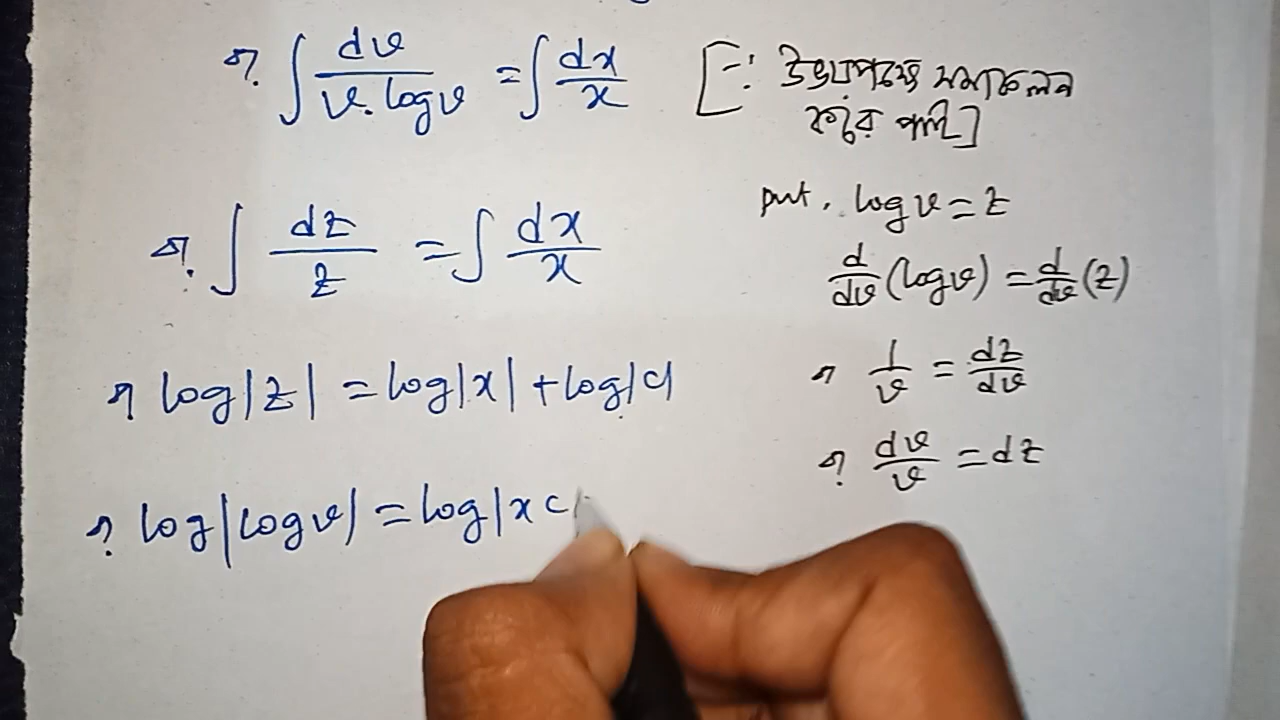 বা, ∫ dv / v.logv = ∫ dx / x [∵ উভয়পক্ষে সমাকলন
করে পাই]
put, logv = z
বা, ∫ dz / z = ∫ dx / x
d/dv (logv) = d/dv (z)
বা 1/v = dz/dv
বা log|z| = log|x| + log|c|
বা dv/v = dz
বা log|logv| = log|xc|